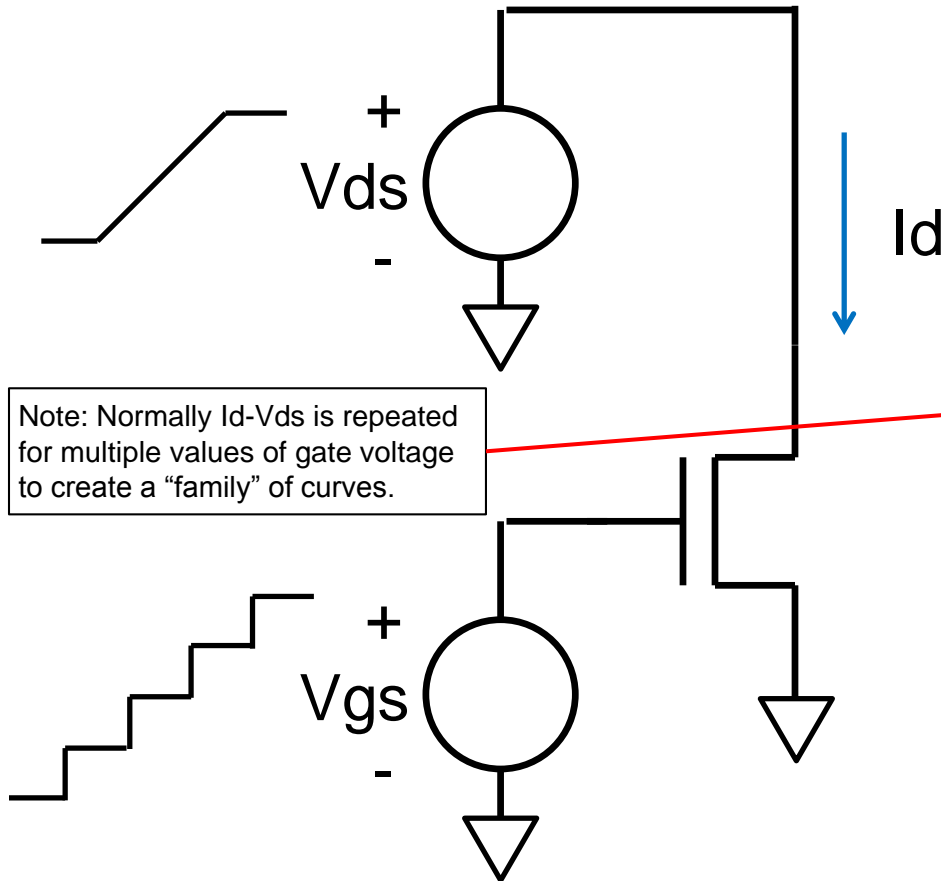 +
Vds
-
Id
Note: Normally Id-Vds is repeated
for multiple values of gate voltage
to create a “family” of curves.
+
Vgs
-